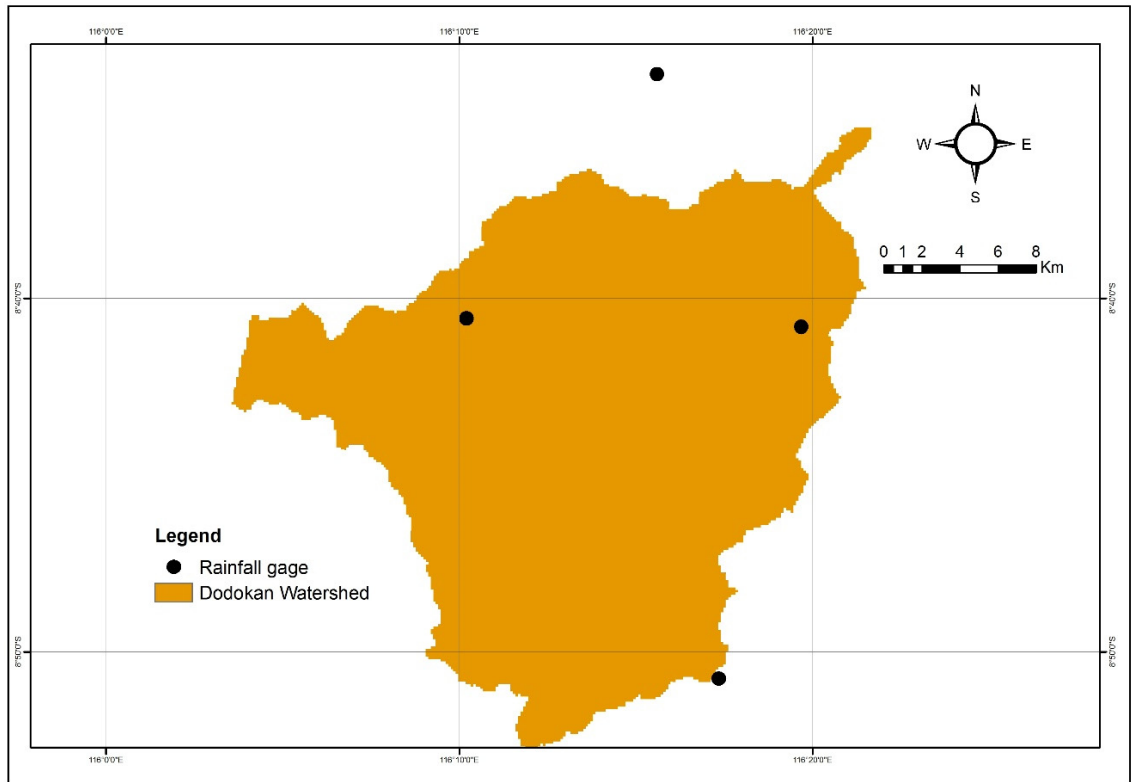 116°0'0"E 116°10'0"E 116°20'0"E
N
W E
S
0 1 2 4 6 8
Km
8°40'0"S 8°40'0"S
Legend
Rainfall gage
Dodokan Watershed
8°50'0"S 8°50'0"S
116°0'0"E 116°10'0"E 116°20'0"E